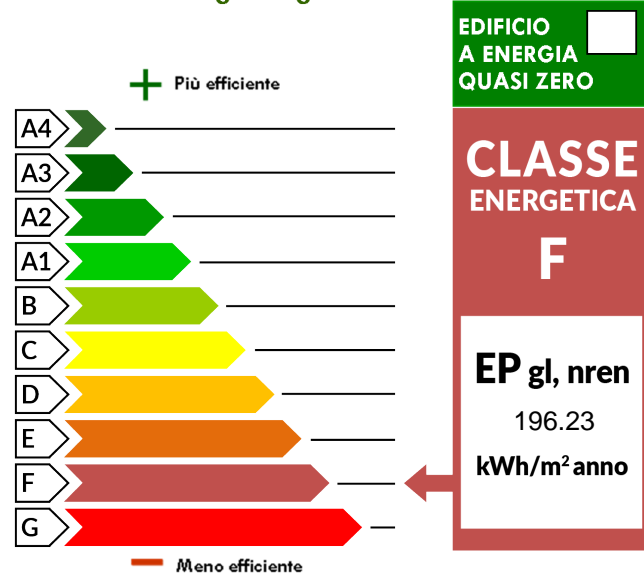 EDIFICIO
A ENERGIA
QUASI ZERO
Più efficiente
A4
A3
A2
A1
B
C
D
E
F
G
Meno efficiente
CLASSE
ENERGETICA
F
EP gl, nren
196.23
kWh/m² anno